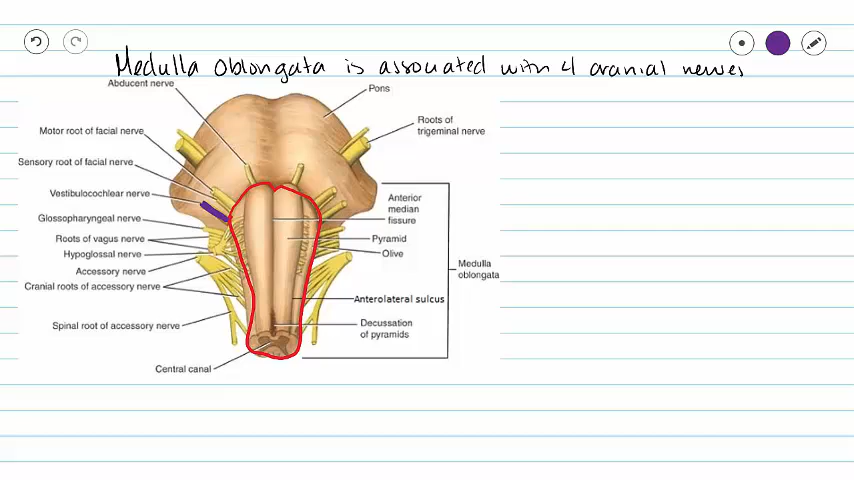 Medulla oblongata is associated with 4 cranial nerves
Abducent nerve
Pons
Roots of
trigeminal nerve
Motor root of facial nerve
Sensory root of facial nerve
Vestibulocochlear nerve
Anterior
median
fissure
Glossopharyngeal nerve
Roots of vagus nerve
Pyramid
Hypoglossal nerve
Olive
Medulla
oblongata
Accessory nerve
Cranial roots of accessory nerve
Anterolateral sulcus
Spinal root of accessory nerve
Decussation
of pyramids
Central canal